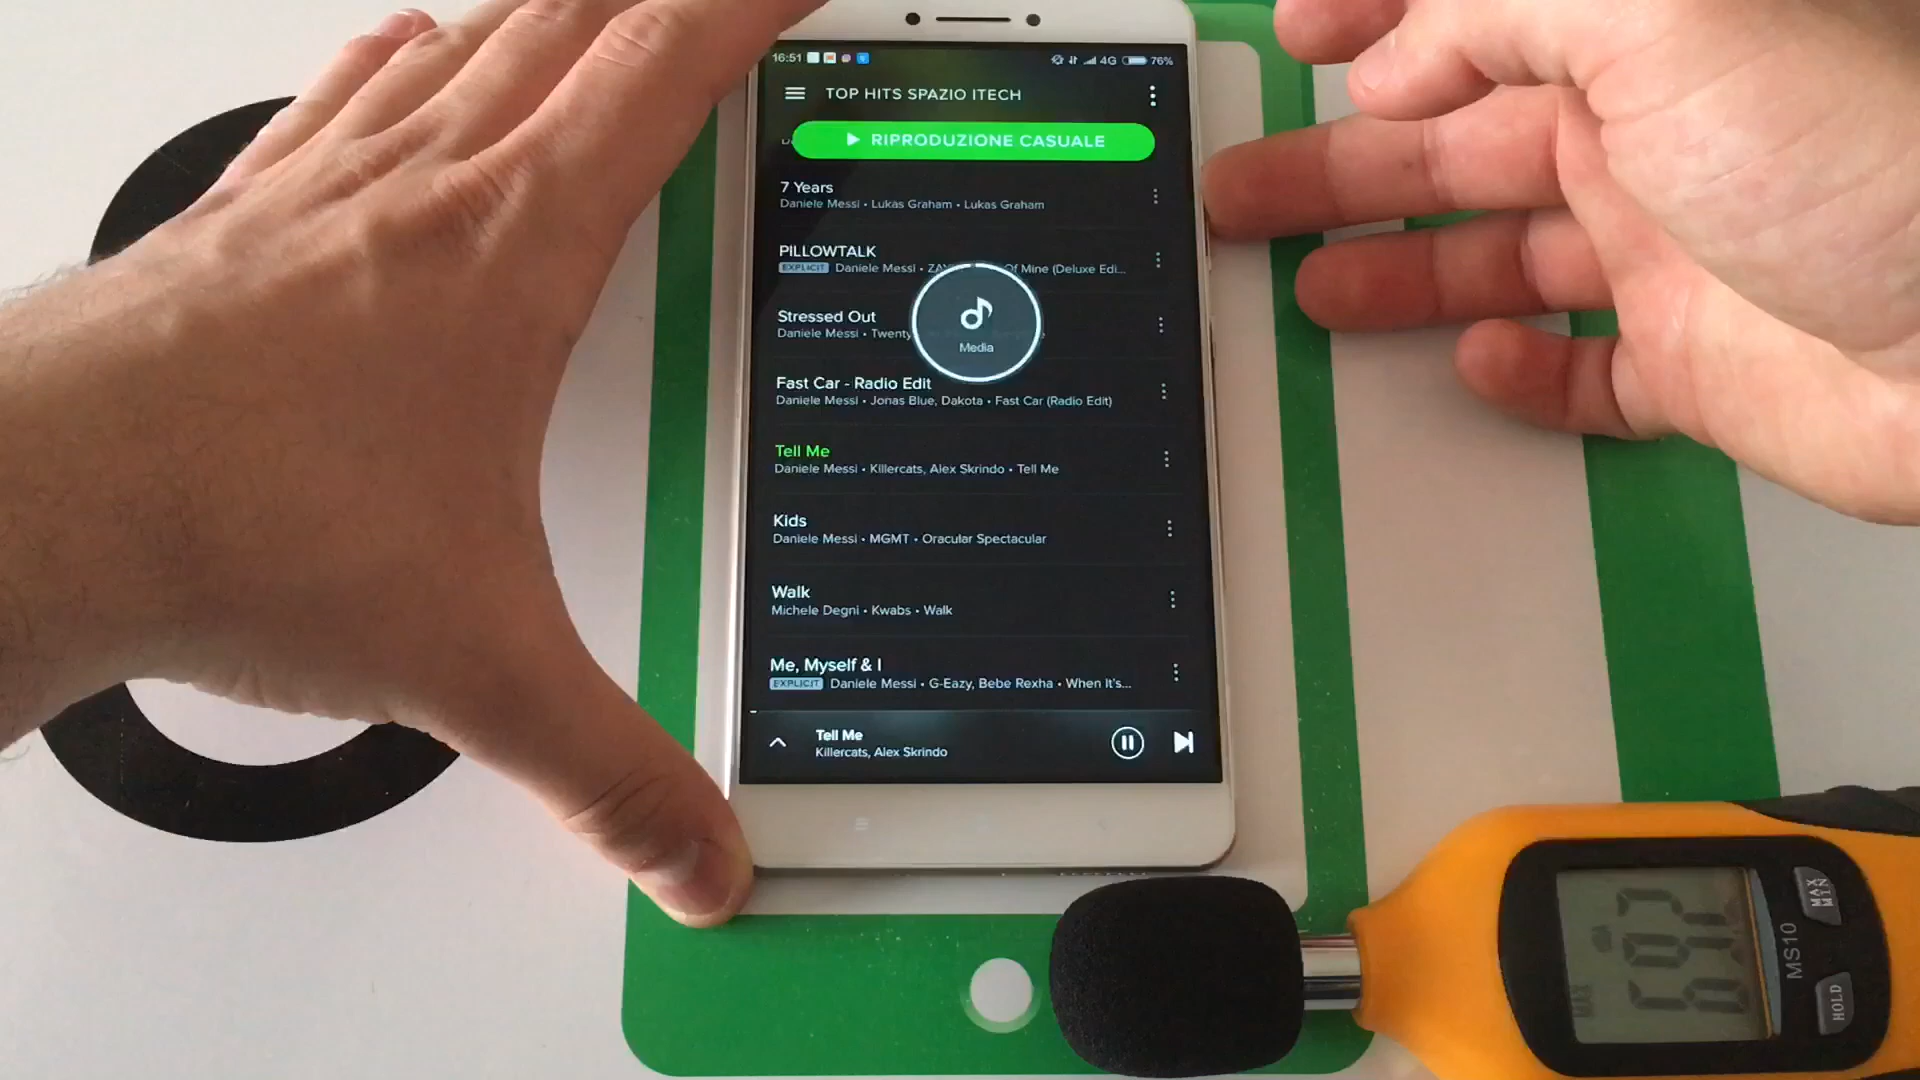 16:51 4G 76%
TOP HITS SPAZIO ITECH
RIPRODUZIONE CASUALE
7 Years
Daniele Messi • Lukas Graham • Lukas Graham
PILLOWTALK
EXPLICIT Daniele Messi • Of Mine (Deluxe Edi...
Stressed Out
Daniele Messi • Twenty
Media
Fast Car - Radio Edit
Daniele Messi • Jonas Blue, Dakota • Fast Car (Radio Edit)
Tell Me
Daniele Messi • Killercats, Alex Skrindo • Tell Me
Kids
Daniele Messi • MGMT • Oracular Spectacular
Walk
Michele Degni • Kwabs • Walk
Me, Myself & I
EXPLICIT Daniele Messi • G-Eazy, Bebe Rexha • When It's...
Tell Me
Killercats, Alex Skrindo
MAX
MAX
MIN
MS10
HOLD